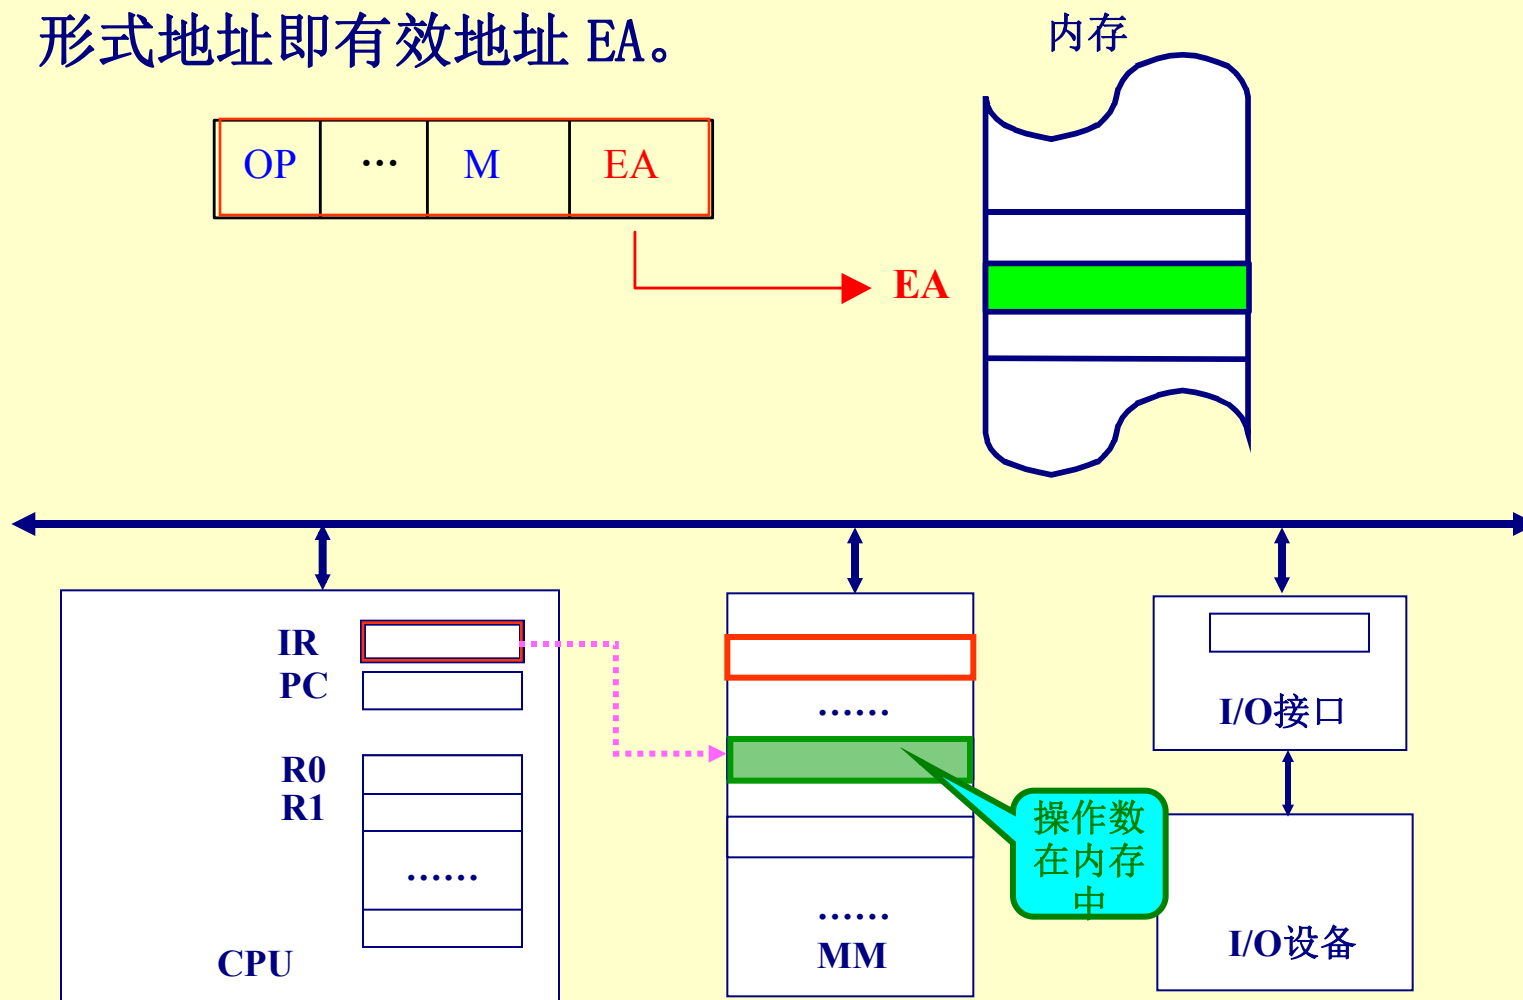 形式地址即有效地址 EA。
内存
OP … M EA
EA
IR
PC
R0
R1
……
CPU
……
……
MM
操作数
在内存
中
I/O接口
I/O设备